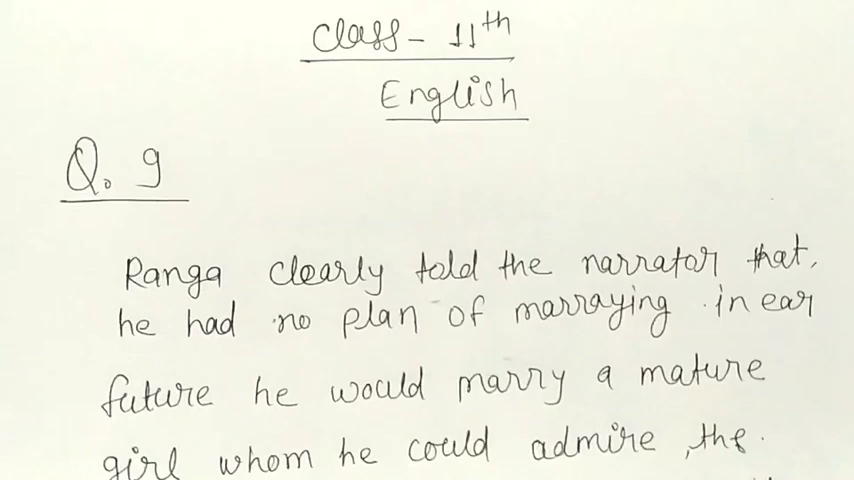 Class - 11th
English
Q. 9
Ranga clearly told the narrator that,
he had no plan of marraying in ear
future he would marry a mature
girl whom he could admire, the